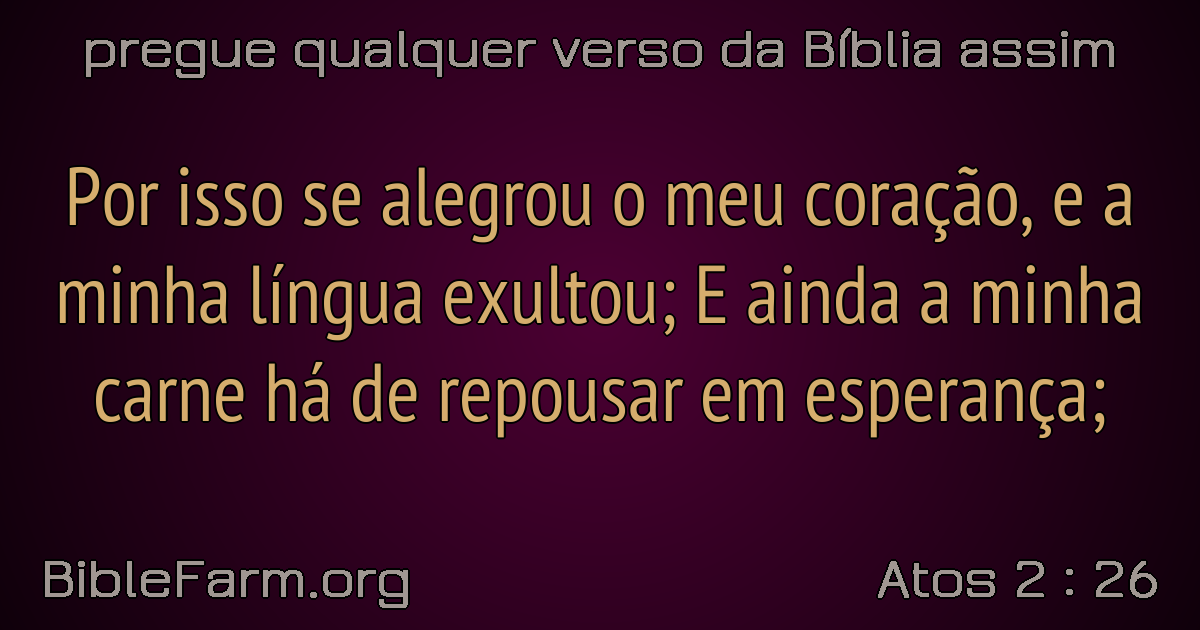 pregue qualquer verso da Bíblia assim
Por isso se alegrou o meu coração, e a
minha língua exultou; E ainda a minha
carne há de repousar em esperança;
BibleFarm.org
Atos 2 : 26